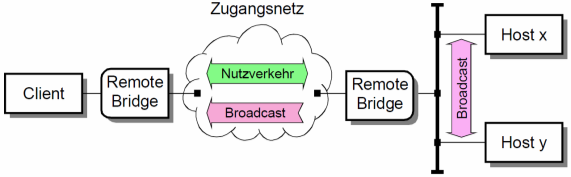 Zugangsnetz
Client
Remote
Bridge
Nutzverkehr
Broadcast
Remote
Bridge
Broadcast
Host x
Host y